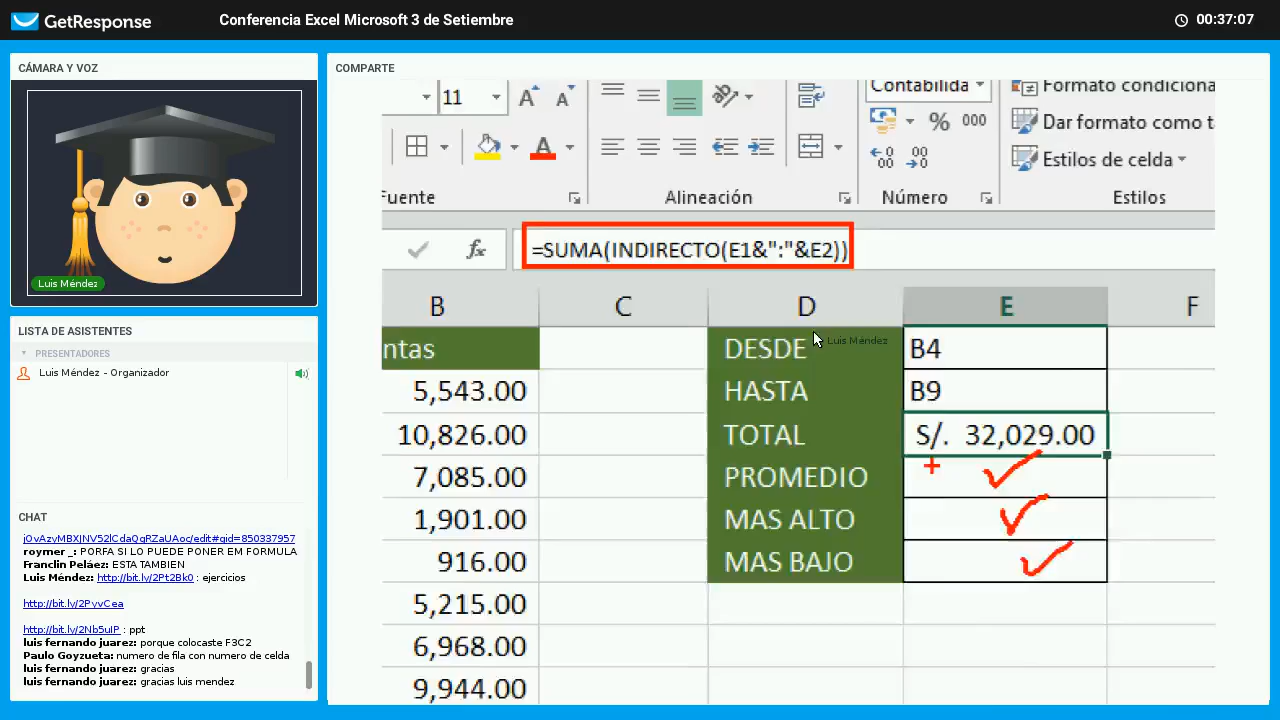 GetResponse
Conferencia Excel Microsoft 3 de Setiembre
00:37:07
CÁMARA Y VOZ
Luis Méndez
LISTA DE ASISTENTES
PRESENTADORES
Luis Méndez - Organizador
CHAT
jOvAzyMBXJNV52lCdaQgRZaUAoc/edit#gid=850337957
roymer _: PORFA SI LO PUEDE PONER EM FORMULA
Franclin Peláez: ESTA TAMBIEN
Luis Méndez: http://bit.ly/2Pt2Bk0 : ejercicios
http://bit.ly/2PyvCea
http://bit.ly/2Nb5uIP : ppt
luis fernando juarez: porque colocaste F3C2
Paulo Goyzueta: numero de fila con numero de celda
luis fernando juarez: gracias
luis fernando juarez: gracias luis mendez
COMPARTE
11 A A Contabilida Formato condiciona
A % 000 Dar formato como t
Estilos de celda
Fuente Alineación Número Estilos
fx =SUMA(INDIRECTO(E1&":"&E2))
B C D E F
ntas DESDE B4
Luis Méndez
5,543.00 HASTA B9
10,826.00 TOTAL S/. 32,029.00
7,085.00 PROMEDIO
1,901.00 MAS ALTO
916.00 MAS BAJO
5,215.00
6,968.00
9,944.00